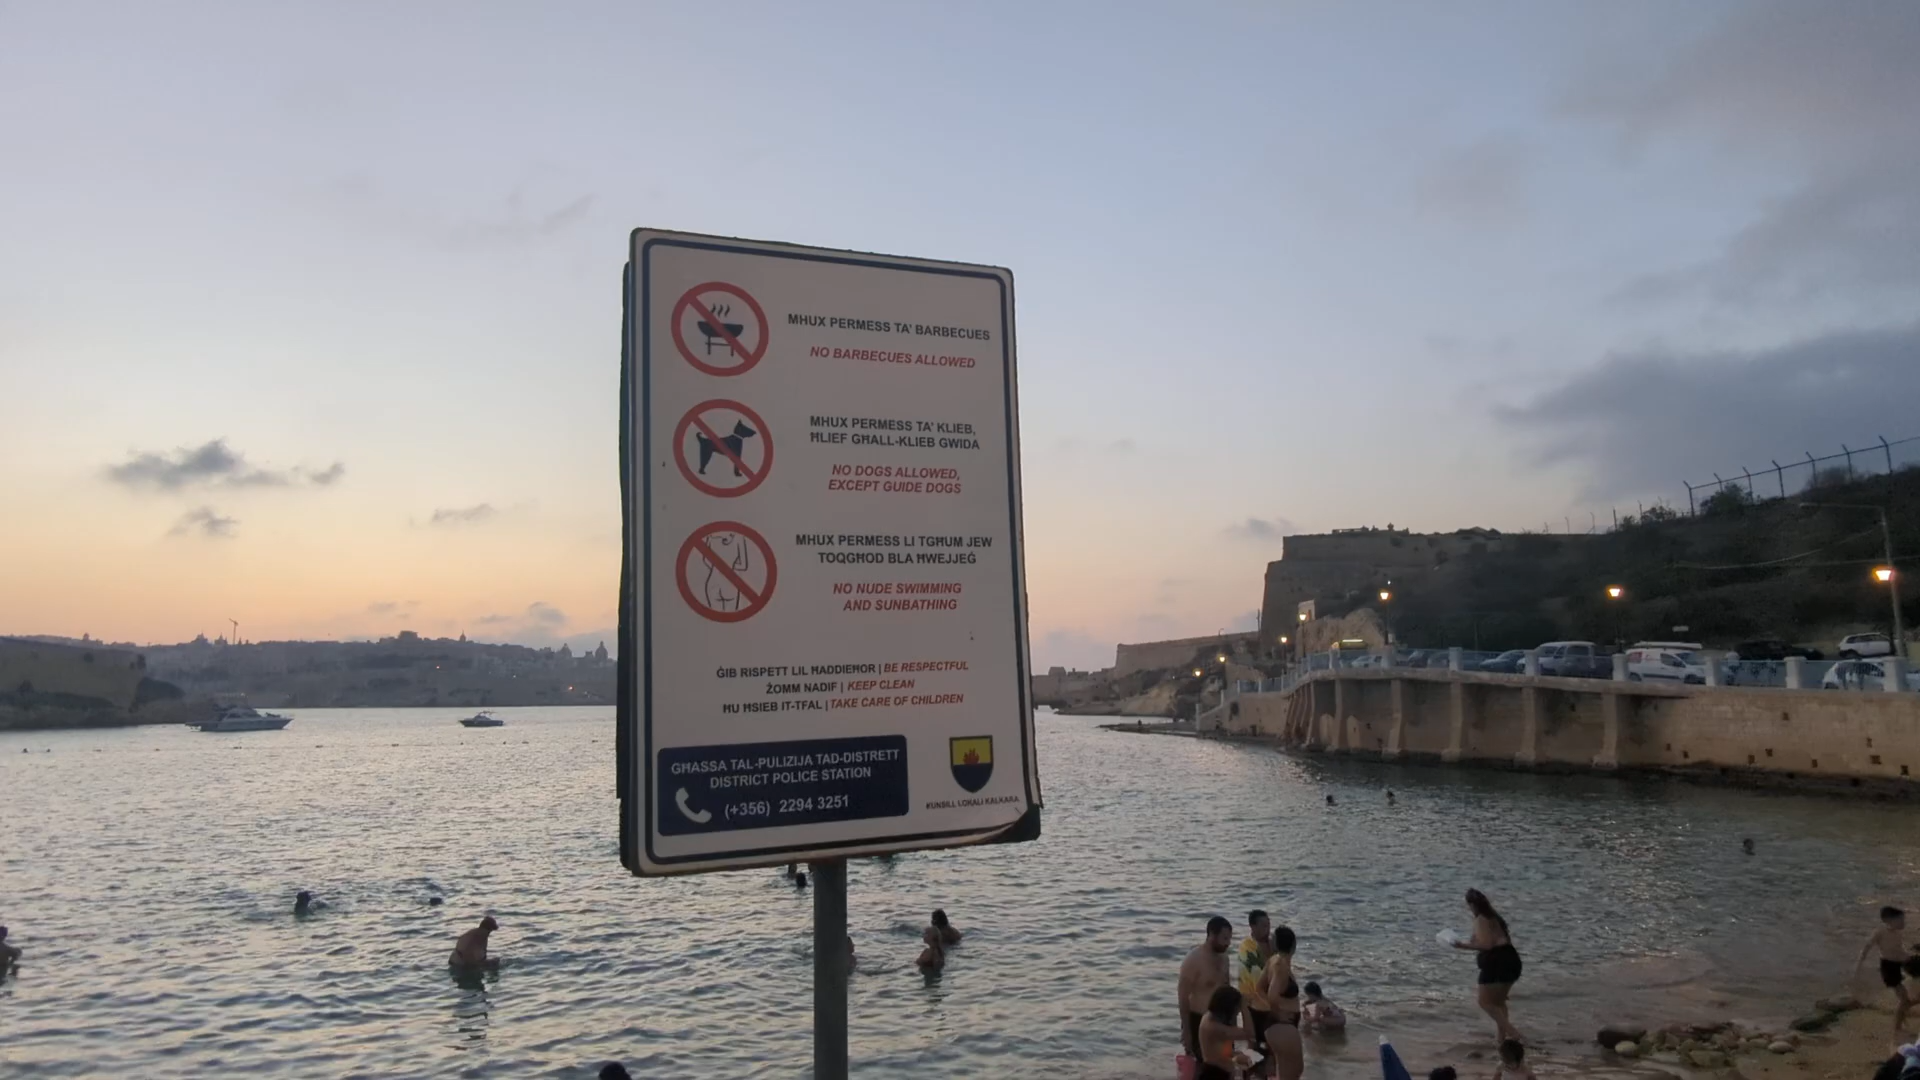 MHUX PERMESS TA' BARBECUES
NO BARBECUES ALLOWED
MHUX PERMESS TA' KLIEB,
ĦLIEF GĦALL-KLIEB GWIDA
NO DOGS ALLOWED,
EXCEPT GUIDE DOGS
MHUX PERMESS LI TGĦUM JEW
TOQGĦOD BLA ĦWEJJEĠ
NO NUDE SWIMMING
AND SUNBATHING
ĠIB RISPETT LIL ĦADDIEĦOR | BE RESPECTFUL
ŻOMM NADIF | KEEP CLEAN
ĦU ĦSIEB IT-TFAL | TAKE CARE OF CHILDREN
GĦASSA TAL-PULIZIJA TAD-DISTRETT
DISTRICT POLICE STATION
(+356) 2294 3251
KUNSILL LOKALI KALKARA